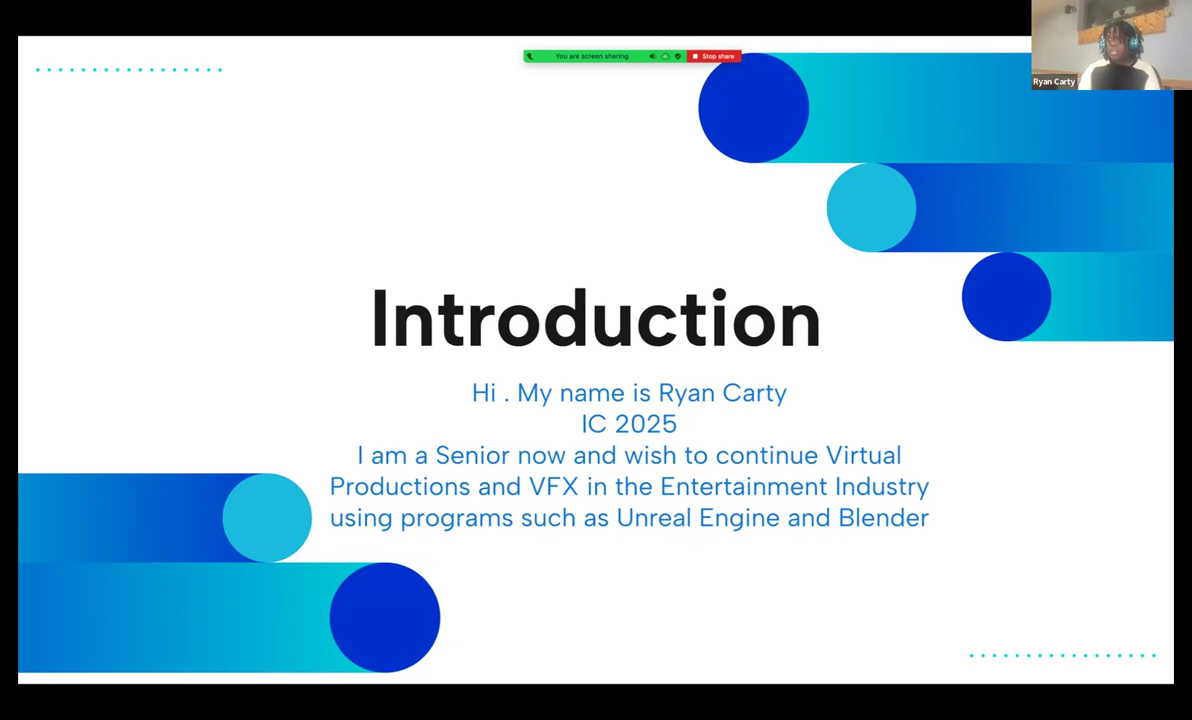 You are screen sharing
Stop share
Ryan Carty
Introduction
Hi . My name is Ryan Carty
IC 2025
I am a Senior now and wish to continue Virtual
Productions and VFX in the Entertainment Industry
using programs such as Unreal Engine and Blender